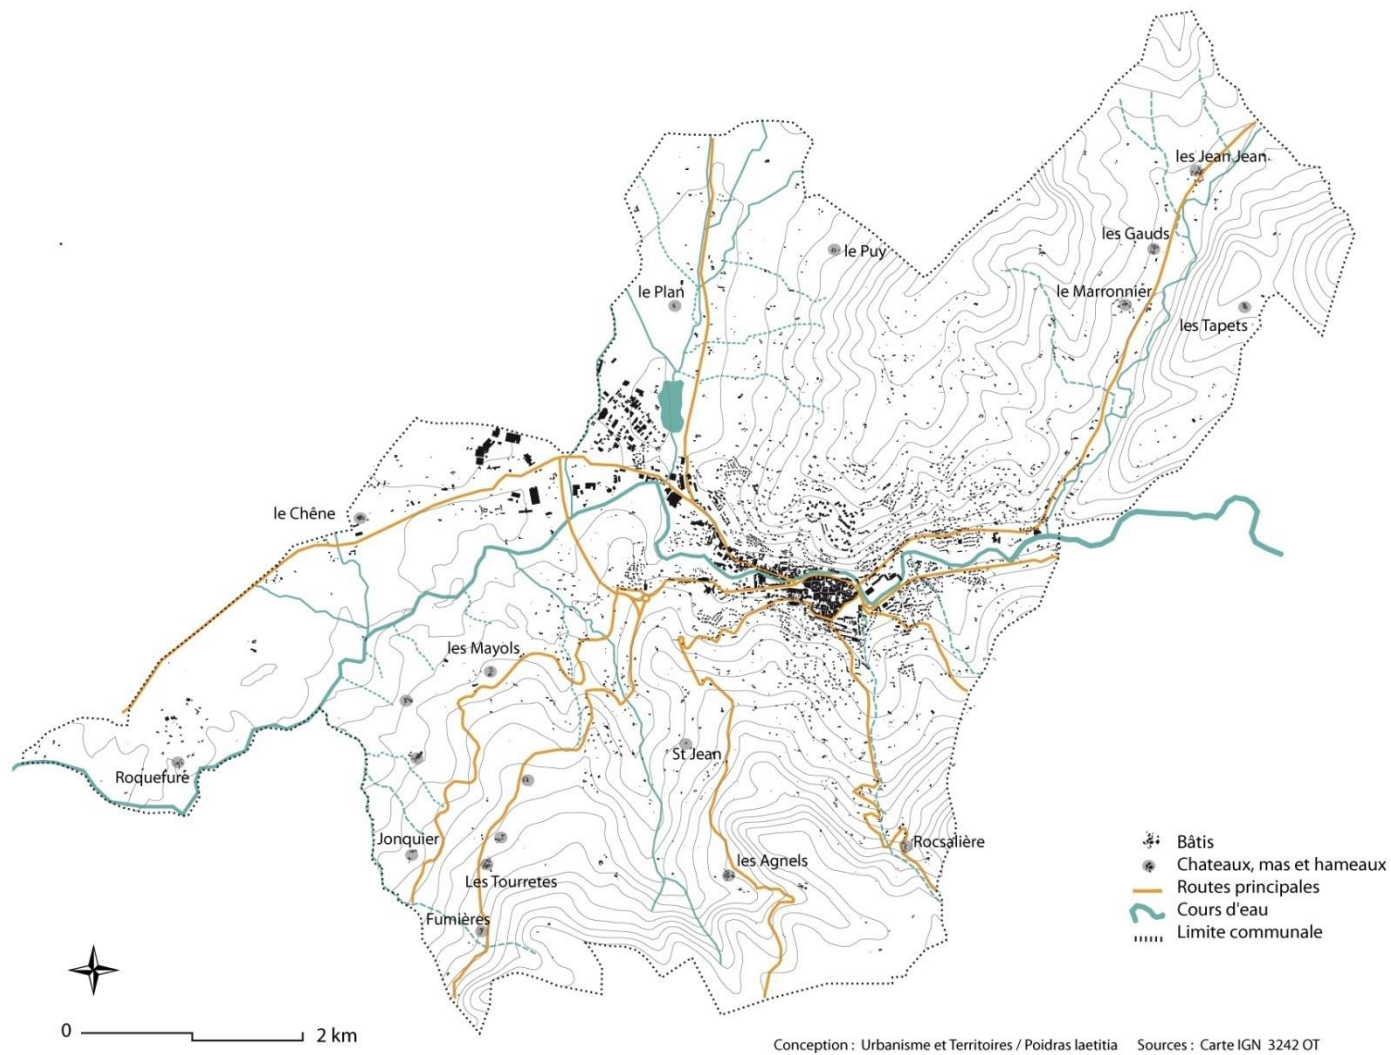 les Jean Jean
les Gauds
le Puy
le Plan
le Marronnier
les Tapets
le Chêne
les Mayols
St Jean
Roquefure
Jonquier
Rocsalière
les Agnels
Les Tourretes
Fumières
Bâtis
Chateaux, mas et hameaux
Routes principales
Cours d'eau
Limite communale
0 2 km
Conception : Urbanisme et Territoires / Poidras laetitia Sources : Carte IGN 3242 OT